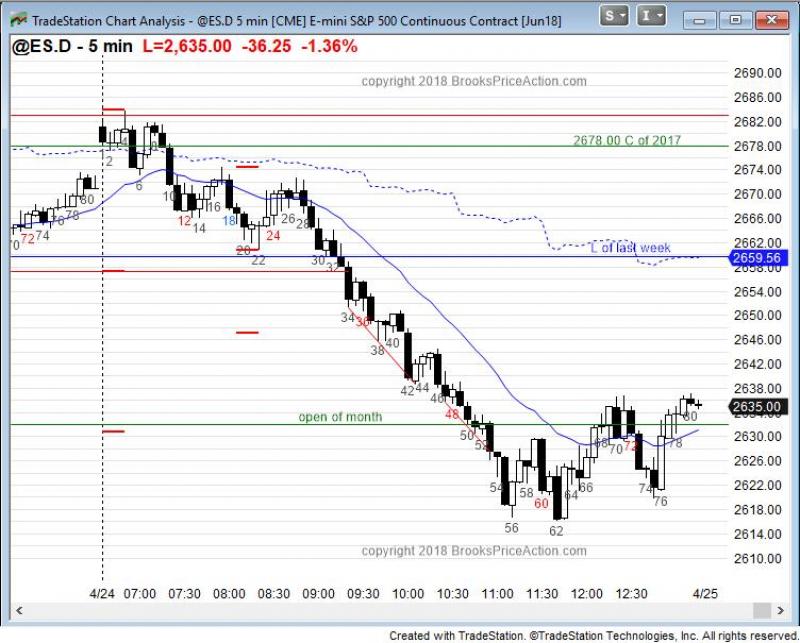 TradeStation Chart Analysis - @ES.D 5 min [CME] E-mini S&P 500 Continuous Contract [Jun18]
S I
@ES.D - 5 min L=2,635.00 -36.25 -1.36%
copyright 2018 BrooksPriceAction.com
2690.00
2686.00
2682.00
2678.00 C of 2017
2678.00
2674.00
2670.00
2666.00
2662.00
L of last week
2659.56
2658.00
2654.00
2650.00
2646.00
2642.00
2638.00
2635.00
2634.00
open of month
2630.00
2626.00
2622.00
2618.00
2614.00
2610.00
70 72 74 76 78 80
2 4 6 8 10 12 14 16 18 20 22 24 26 28 30 32 34 36 38 40 42 44 46 48 50 52 54 56 58 60 62 64 66 68 70 72 74 76 78 80
copyright 2018 BrooksPriceAction.com
4/24 07:00 07:30 08:00 08:30 09:00 09:30 10:00 10:30 11:00 11:30 12:00 12:30 4/25
Created with TradeStation. ©TradeStation Technologies, Inc. All rights reserved.